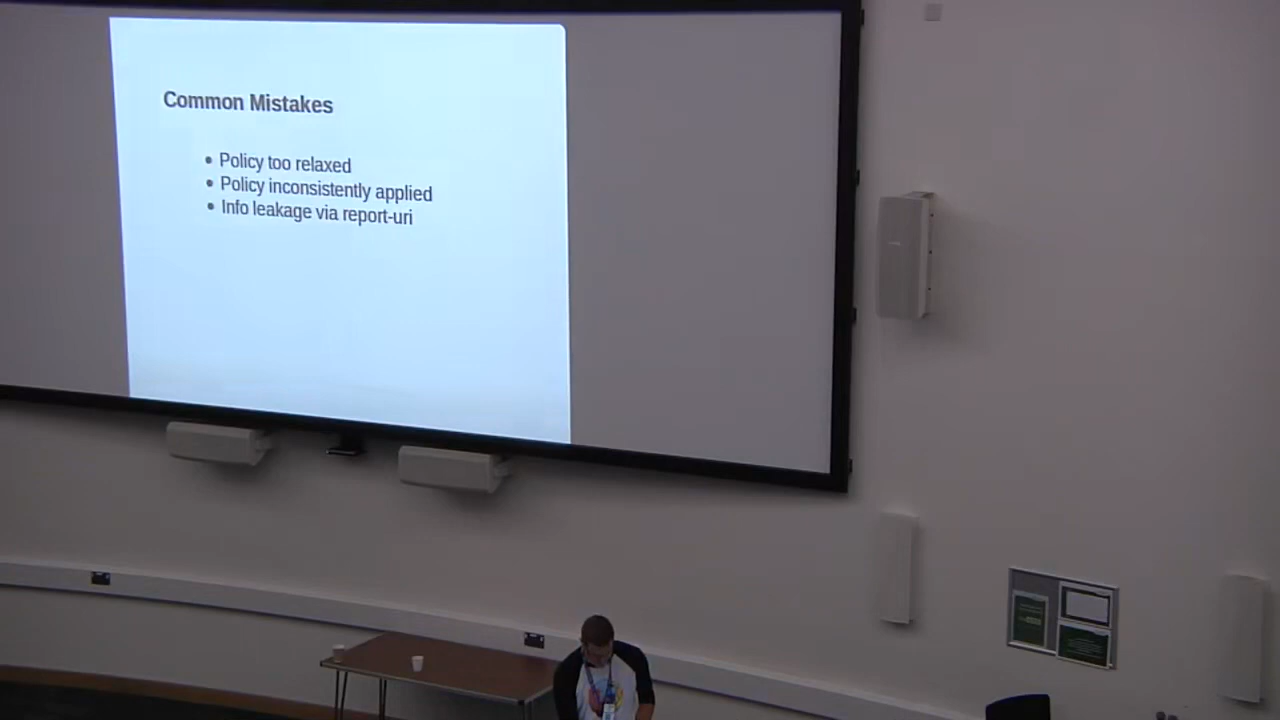 Common Mistakes
Policy too relaxed
Policy inconsistently applied
Info leakage via report-uri